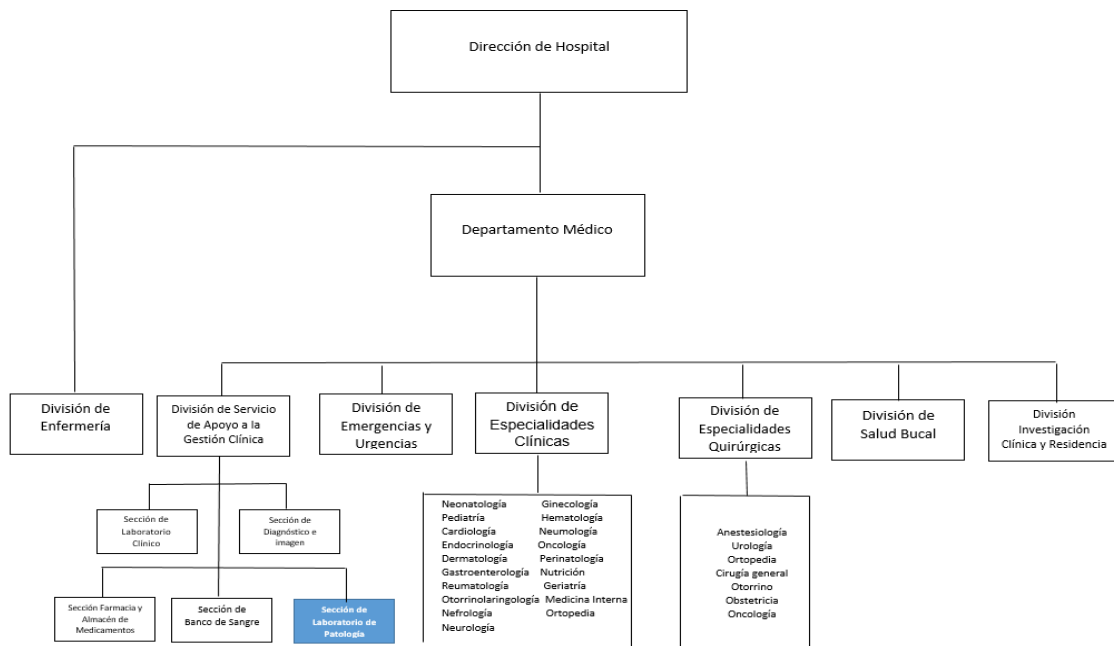 Dirección de Hospital
Departamento Médico
División de
Enfermería
División de Servicio
de Apoyo a la
Gestión Clínica
División de
Emergencias y
Urgencias
División de
Especialidades
Clínicas
División de
Especialidades
Quirúrgicas
División de
Salud Bucal
División
Investigación
Clínica y Residencia
Sección de
Laboratorio
Clínico
Sección de
Diagnóstico e
imagen
Sección Farmacia y
Almacén de
Medicamentos
Sección de
Banco de Sangre
Sección de
Laboratorio de
Patología
Neonatología Ginecología
Pediatría Hematología
Cardiología Neumología
Endocrinología Oncología
Dermatología Perinatología
Gastroenterología Nutrición
Reumatología Geriatría
Otorrinolaringología Medicina Interna
Nefrología Ortopedia
Neurología
Anestesiología
Urología
Ortopedia
Cirugía general
Otorrino
Obstetricia
Oncología